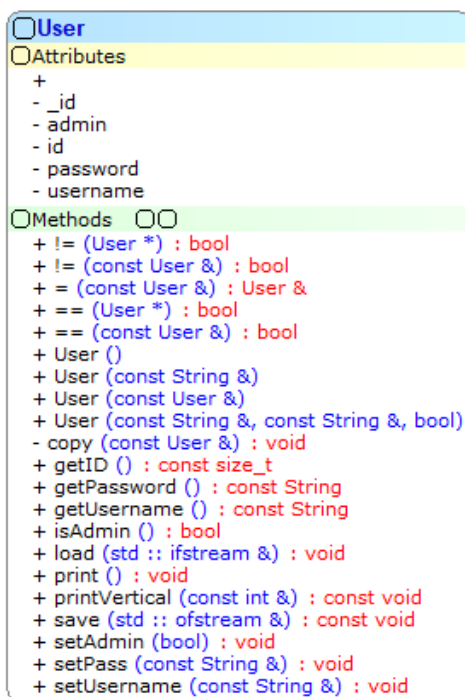 User
Attributes
+
- _id
- admin
- id
- password
- username
Methods
+ != (User *) : bool
+ != (const User &) : bool
+ = (const User &) : User &
+ == (User *) : bool
+ == (const User &) : bool
+ User ()
+ User (const String &)
+ User (const User &)
+ User (const String &, const String &, bool)
- copy (const User &) : void
+ getID () : const size_t
+ getPassword () : const String
+ getUsername () : const String
+ isAdmin () : bool
+ load (std :: ifstream &) : void
+ print () : void
+ printVertical (const int &) : const void
+ save (std :: ofstream &) : const void
+ setAdmin (bool) : void
+ setPass (const String &) : void
+ setUsername (const String &) : void